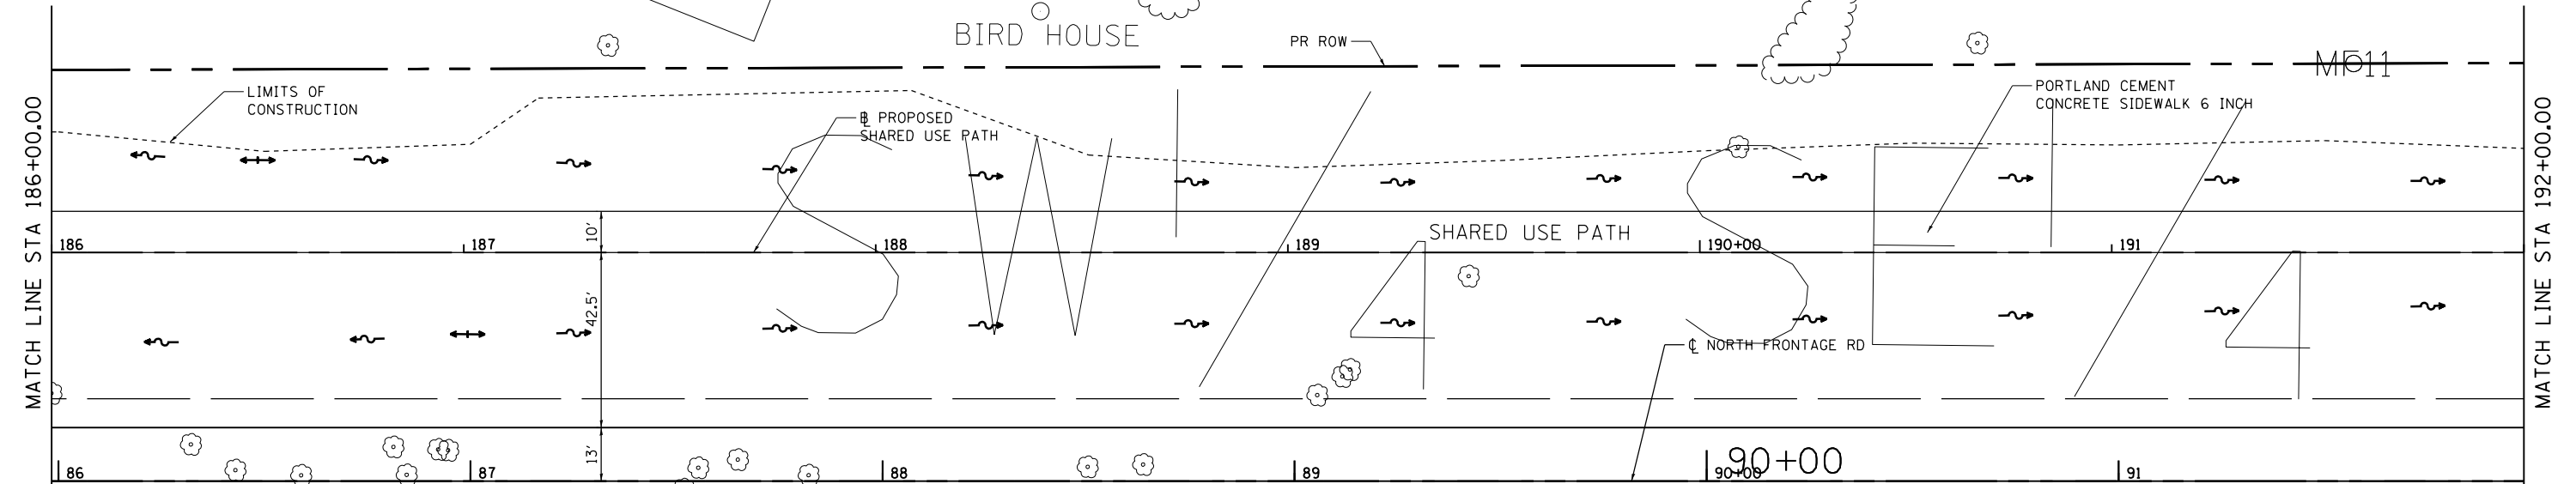 BIRD HOUSE
PR ROW
MF11
LIMITS OF
CONSTRUCTION
PORTLAND CEMENT
CONCRETE SIDEWALK 6 INCH
PROPOSED
SHARED USE PATH
MATCH LINE STA 186+00.00
MATCH LINE STA 192+00.00
SW 1/4 SE 1/4
SHARED USE PATH
10'
186
187
188
189
190+00
191
42.5'
℄ NORTH FRONTAGE RD
13'
90+00
86
87
88
89
90+00
91